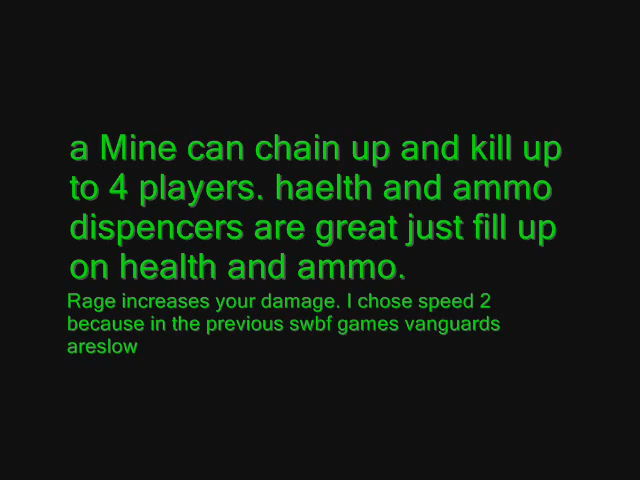 a Mine can chain up and kill up
to 4 players. haelth and ammo
dispencers are great just fill up
on health and ammo.
Rage increases your damage. I chose speed 2
because in the previous swbf games vanguards
areslow